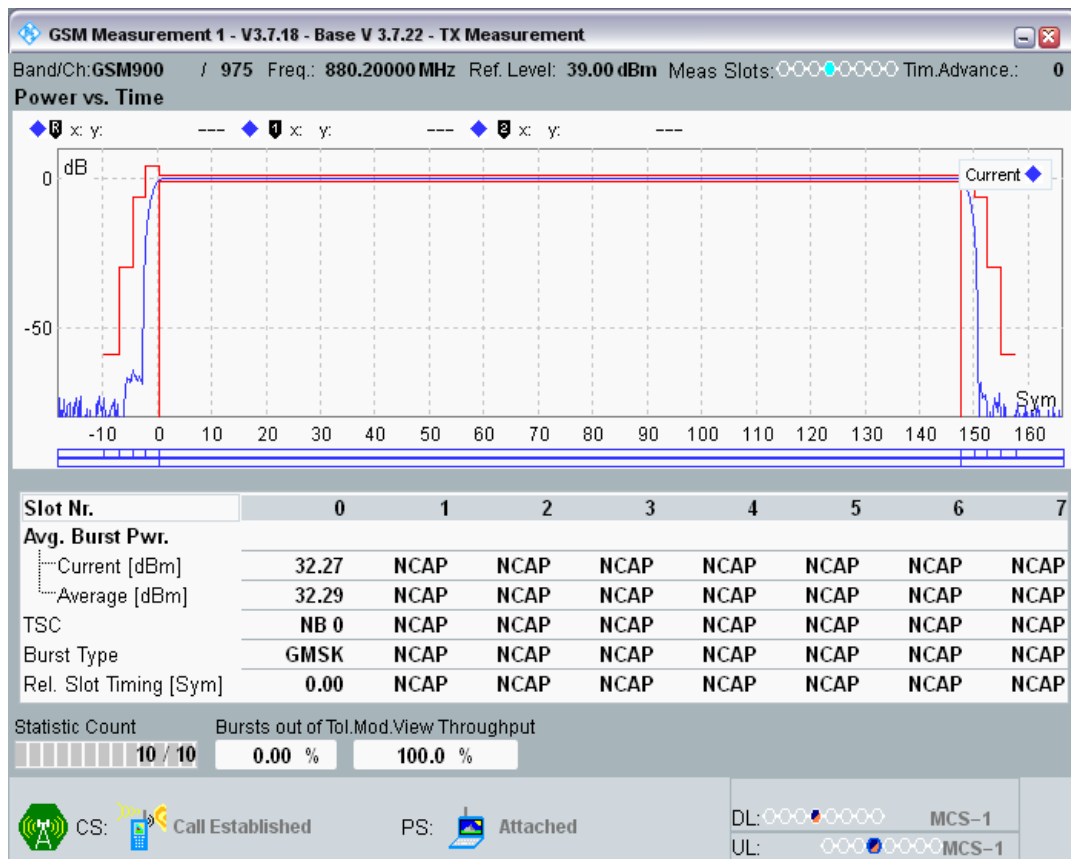 GSM Measurement 1 - V3.7.18 - Base V 3.7.22 - TX Measurement
Band/Ch:GSM900 / 975 Freq.: 880.20000 MHz Ref. Level: 39.00 dBm Meas Slots: Tim.Advance.: 0
Power vs. Time
R x: y: --- 1 x: y: --- 2 x: y: ---
dB
0
Current
-50
Sym
-10 0 10 20 30 40 50 60 70 80 90 100 110 120 130 140 150 160
Slot Nr. 0 1 2 3 4 5 6 7
Avg. Burst Pwr.
Current [dBm] 32.27 NCAP NCAP NCAP NCAP NCAP NCAP NCAP
Average [dBm] 32.29 NCAP NCAP NCAP NCAP NCAP NCAP NCAP
TSC NB 0 NCAP NCAP NCAP NCAP NCAP NCAP NCAP
Burst Type GMSK NCAP NCAP NCAP NCAP NCAP NCAP NCAP
Rel. Slot Timing [Sym] 0.00 NCAP NCAP NCAP NCAP NCAP NCAP NCAP
Statistic Count Bursts out of Tol.Mod.View Throughput
10 / 10 0.00 % 100.0 %
CS: Call Established PS: Attached
DL: MCS-1
UL: MCS-1